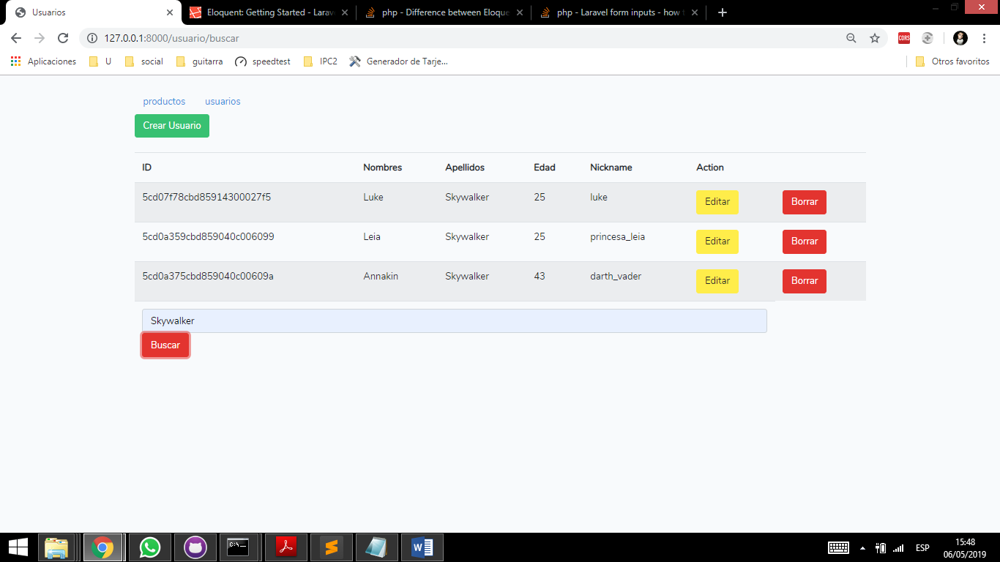 Usuarios
Eloquent: Getting Started - Larav
php - Difference between Eloque
php - Laravel form inputs - how t
127.0.0.1:8000/usuario/buscar
CORS
Aplicaciones U social guitarra speedtest IPC2 Generador de Tarje... Otros favoritos
productos usuarios
Crear Usuario
ID Nombres Apellidos Edad Nickname Action
5cd07f78cbd85914300027f5 Luke Skywalker 25 luke Editar Borrar
5cd0a359cbd859040c006099 Leia Skywalker 25 princesa_leia Editar Borrar
5cd0a375cbd859040c00609a Annakin Skywalker 43 darth_vader Editar Borrar
Skywalker
Buscar
ESP
15:48
06/05/2019